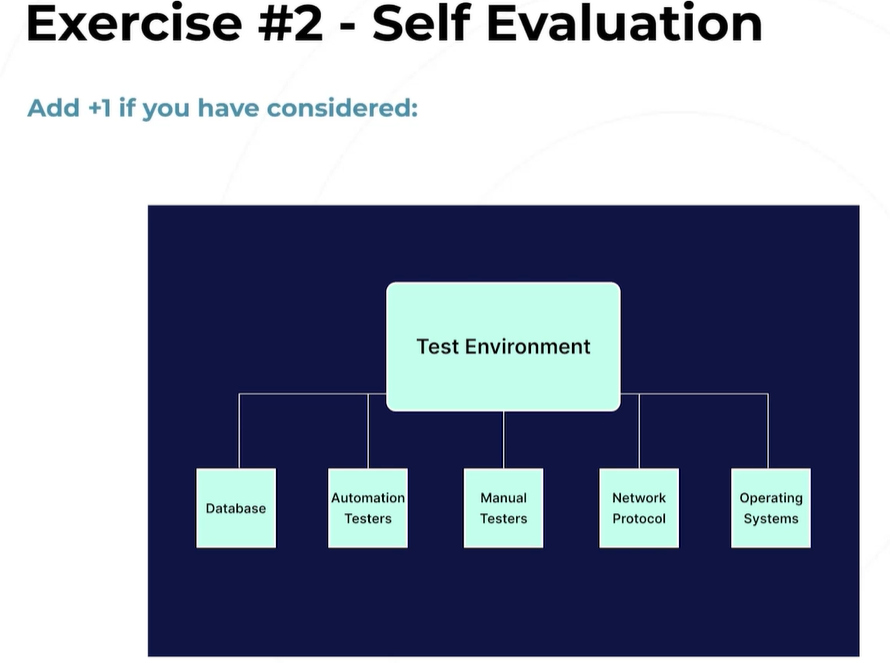 Exercise #2 - Self Evaluation
Add +1 if you have considered:
Test Environment
Database
Automation
Testers
Manual
Testers
Network
Protocol
Operating
Systems